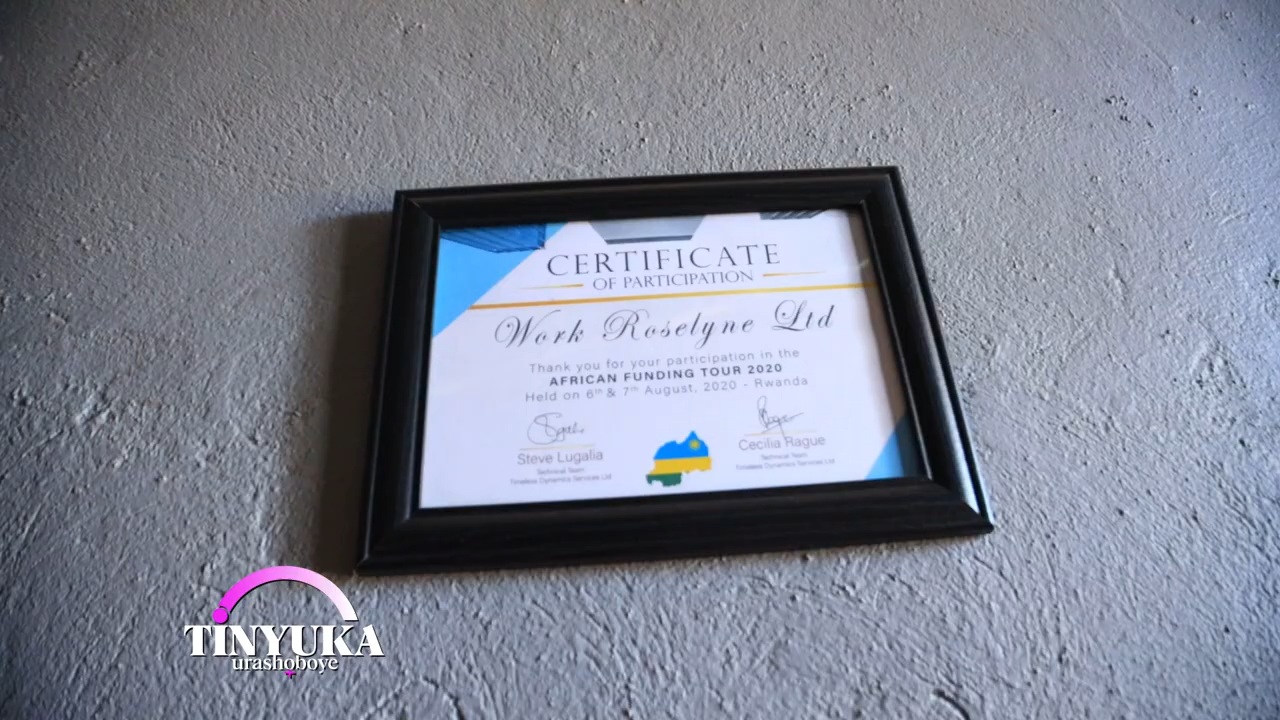 CERTIFICATE
OF PARTICIPATION
Work Roselyne Ltd
Thank you for your participation in the
AFRICAN FUNDING TOUR 2020
Held on 6th & 7th August, 2020 - Rwanda
Steve Lugalia
Technical Team
Timeless Dynamics Services Ltd
Cecilia Rague
Technical Team
Timeless Dynamics Services Ltd
TINYUKA
urashoboye